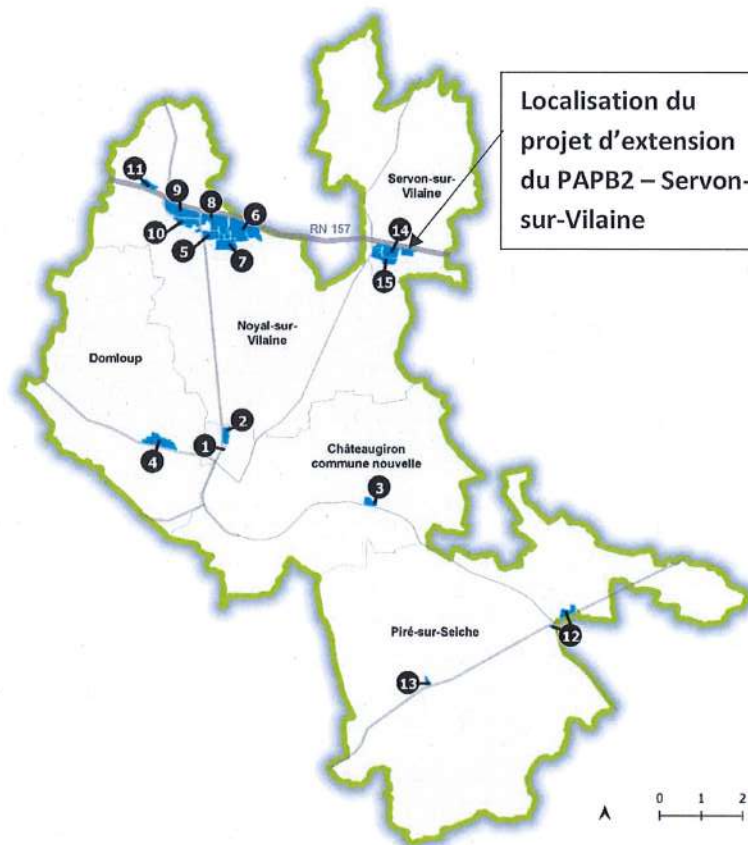 Localisation du
projet d'extension
du PAPB2 – Servon-
sur-Vilaine
11
9
8
6
10
5
7
RN 157
Servon-sur-
Vilaine
14
15
Noyal-sur-
Vilaine
Domloup
2
1
4
Châteaugiron
commune nouvelle
3
Piré-sur-Seiche
12
13
0 1 2